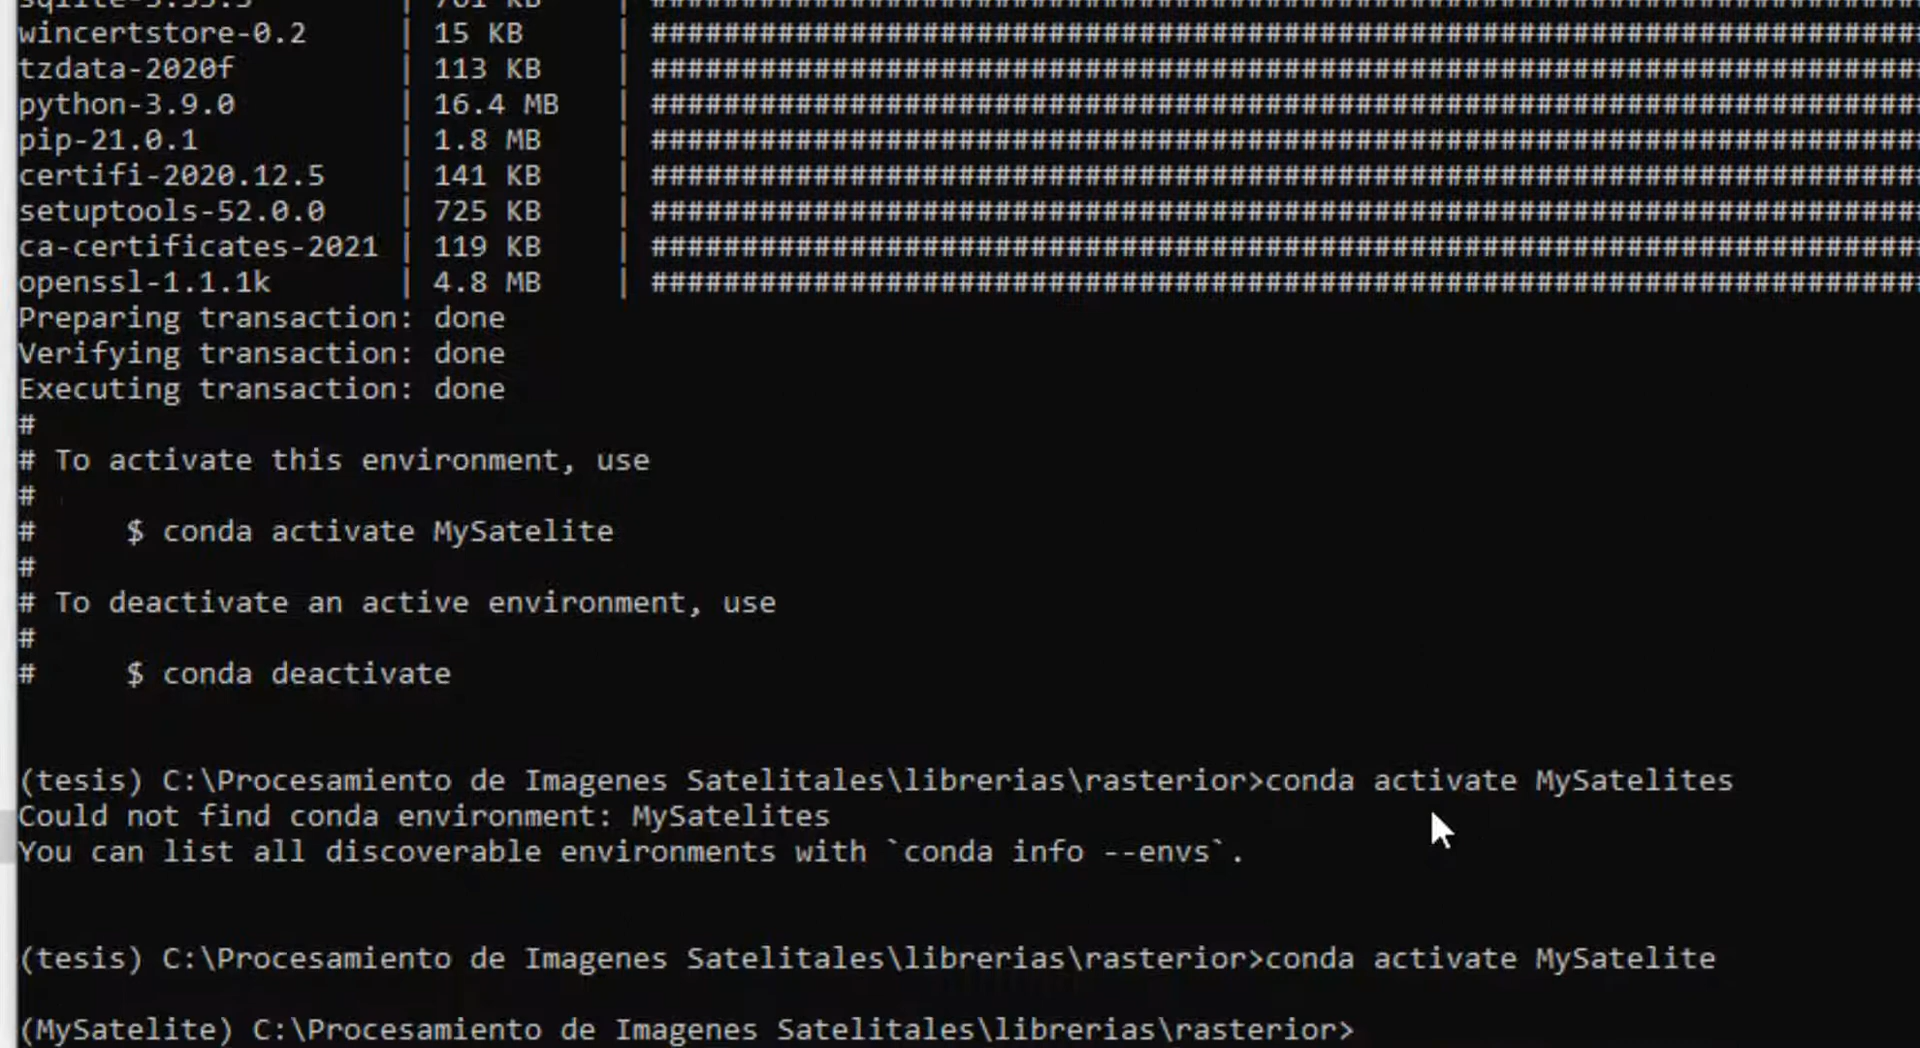 wincertstore-0.2 | 15 KB | ######################################################################
tzdata-2020f | 113 KB | ######################################################################
python-3.9.0 | 16.4 MB | ######################################################################
pip-21.0.1 | 1.8 MB | ######################################################################
certifi-2020.12.5 | 141 KB | ######################################################################
setuptools-52.0.0 | 725 KB | ######################################################################
ca-certificates-2021 | 119 KB | ######################################################################
openssl-1.1.1k | 4.8 MB | ######################################################################
Preparing transaction: done
Verifying transaction: done
Executing transaction: done
#
# To activate this environment, use
#
# $ conda activate MySatelite
#
# To deactivate an active environment, use
#
# $ conda deactivate
(tesis) C:\Procesamiento de Imagenes Satelitales\librerias\rasterior>conda activate MySatelites
Could not find conda environment: MySatelites
You can list all discoverable environments with `conda info --envs`.
(tesis) C:\Procesamiento de Imagenes Satelitales\librerias\rasterior>conda activate MySatelite
(MySatelite) C:\Procesamiento de Imagenes Satelitales\librerias\rasterior>